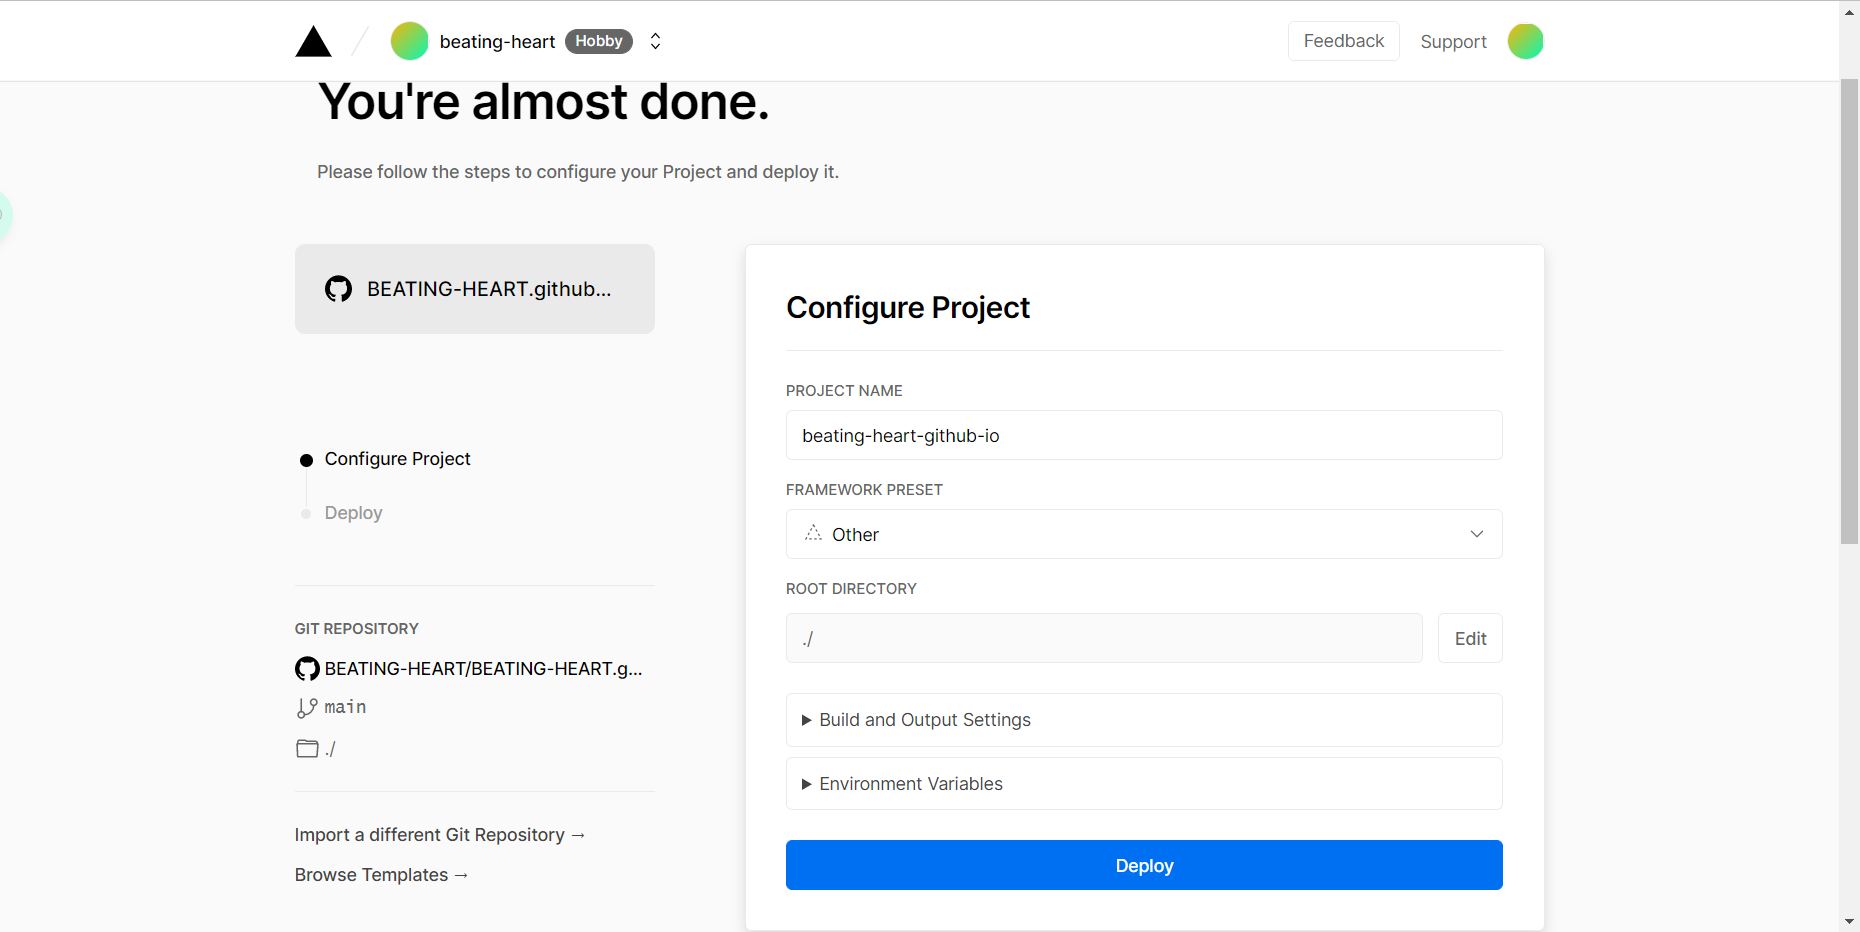 beating-heart Hobby
Feedback Support
You're almost done.
Please follow the steps to configure your Project and deploy it.
BEATING-HEART.github...
Configure Project
Deploy
GIT REPOSITORY
BEATING-HEART/BEATING-HEART.g...
main
./
Import a different Git Repository →
Browse Templates →
Configure Project
PROJECT NAME
beating-heart-github-io
FRAMEWORK PRESET
Other
ROOT DIRECTORY
./
Edit
Build and Output Settings
Environment Variables
Deploy